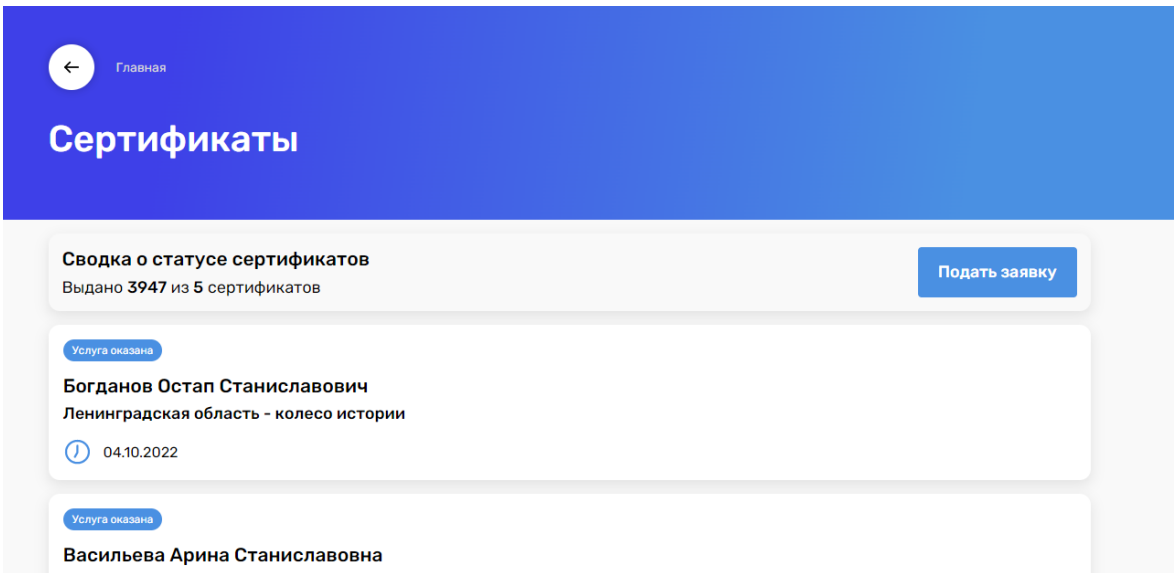 Главная
Сертификаты
Сводка о статусе сертификатов
Подать заявку
Выдано 3947 из 5 сертификатов
Услуга оказана
Богданов Остап Станиславович
Ленинградская область - колесо истории
04.10.2022
Услуга оказана
Васильева Арина Станиславовна